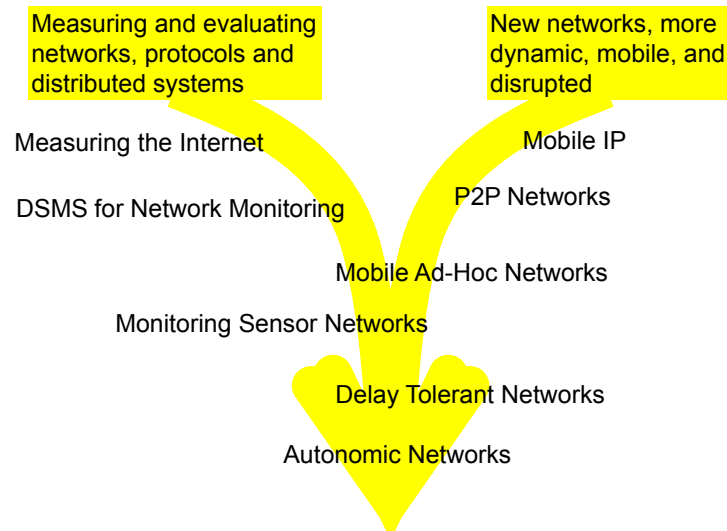 Measuring and evaluating
networks, protocols and
distributed systems
New networks, more
dynamic, mobile, and
disrupted
Measuring the Internet
Mobile IP
DSMS for Network Monitoring
P2P Networks
Mobile Ad-Hoc Networks
Monitoring Sensor Networks
Delay Tolerant Networks
Autonomic Networks